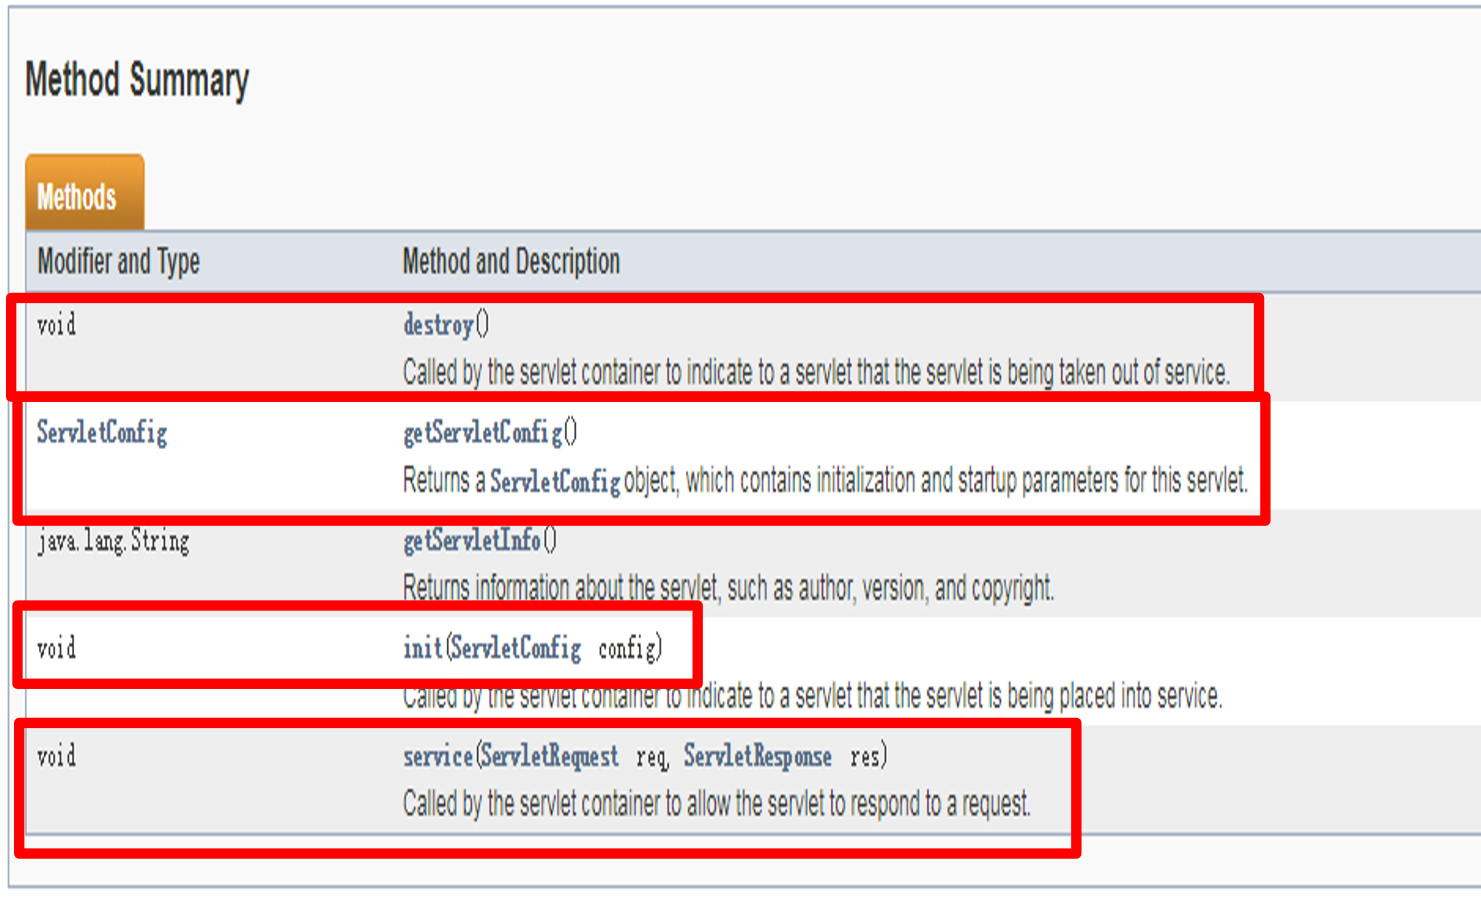 Method Summary
Methods
Modifier and Type Method and Description
void destroy()
Called by the servlet container to indicate to a servlet that the servlet is being taken out of service.
ServletConfig getServletConfig()
Returns a ServletConfig object, which contains initialization and startup parameters for this servlet.
java.lang.String getServletInfo()
Returns information about the servlet, such as author, version, and copyright.
void init(ServletConfig config)
Called by the servlet container to indicate to a servlet that the servlet is being placed into service.
void service(ServletRequest req, ServletResponse res)
Called by the servlet container to allow the servlet to respond to a request.